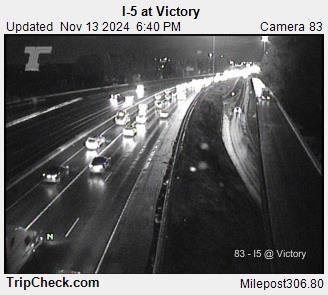 I-5 at Victory
Updated Nov 13 2024 6:40 PM Camera 83
T
N
83 - I5 @ Victory
TripCheck.com Milepost306.80